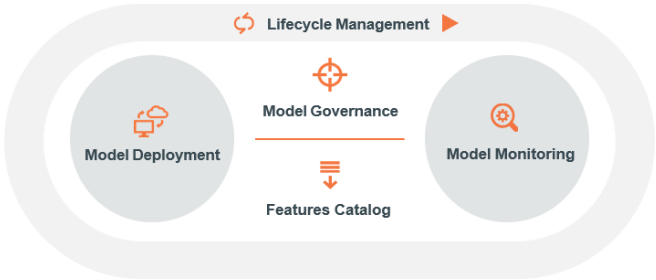 Lifecycle Management
Model Governance
Model Deployment
Model Monitoring
Features Catalog